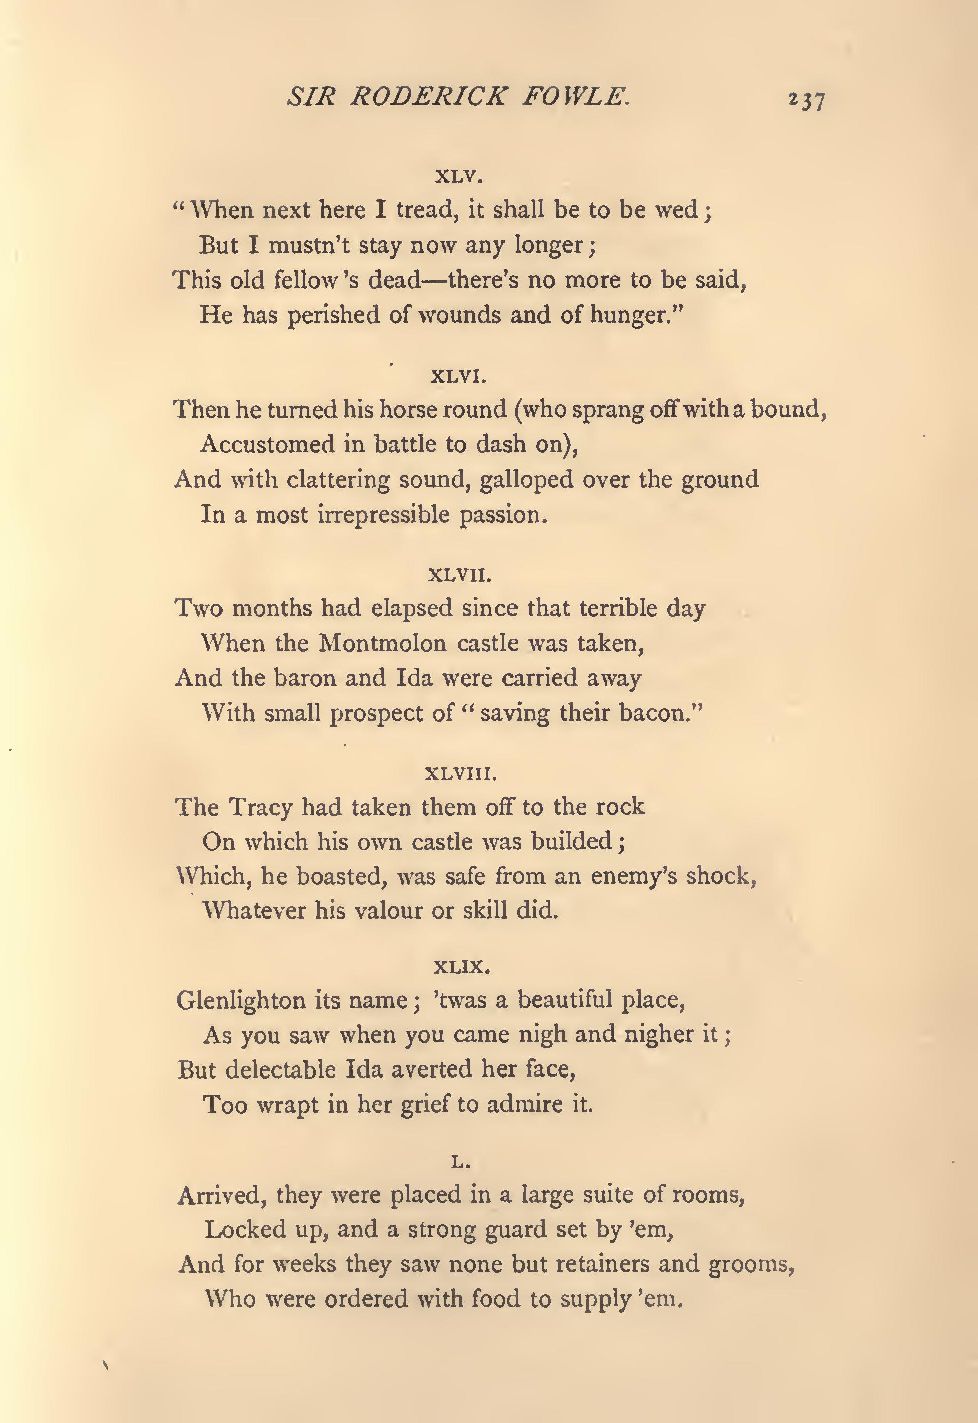 SIR RODERICK FOWLE. 237
XLV.
“When next here I tread, it shall be to be wed;
But I mustn’t stay now any longer;
This old fellow’s dead—there’s no more to be said,
He has perished of wounds and of hunger.”
XLVI.
Then he turned his horse round (who sprang off with a bound,
Accustomed in battle to dash on),
And with clattering sound, galloped over the ground
In a most irrepressible passion.
XLVII.
Two months had elapsed since that terrible day
When the Montmolon castle was taken,
And the baron and Ida were carried away
With small prospect of “saving their bacon.”
XLVIII.
The Tracy had taken them off to the rock
On which his own castle was builded;
Which, he boasted, was safe from an enemy’s shock,
Whatever his valour or skill did.
XLIX.
Glenlighton its name; ’twas a beautiful place,
As you saw when you came nigh and nigher it;
But delectable Ida averted her face,
Too wrapt in her grief to admire it.
L.
Arrived, they were placed in a large suite of rooms,
Locked up, and a strong guard set by ’em,
And for weeks they saw none but retainers and grooms,
Who were ordered with food to supply ’em.